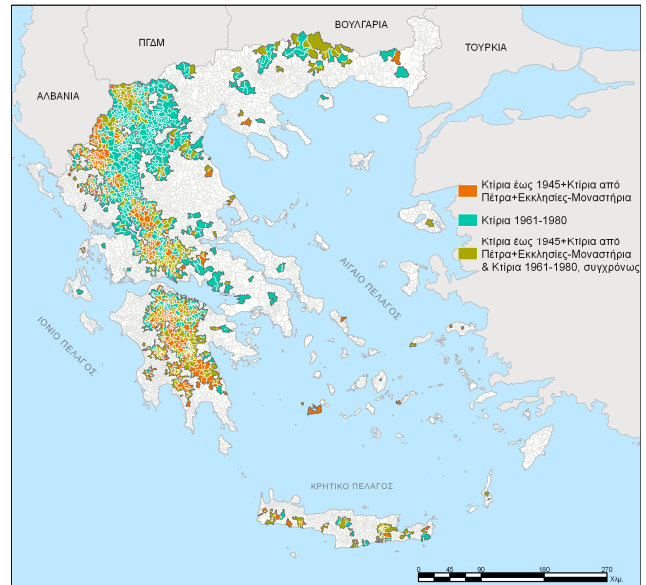 ΒΟΥΛΓΑΡΙΑ
ΠΓΔΜ
ΤΟΥΡΚΙΑ
ΑΛΒΑΝΙΑ
Κτίρια έως 1945+Κτίρια από
Πέτρα+Εκκλησίες-Μοναστήρια
Κτίρια 1961-1980
Κτίρια έως 1945+Κτίρια από
Πέτρα+Εκκλησίες-Μοναστήρια
& Κτίρια 1961-1980, συγχρόνως
ΑΙΓΑΙΟ ΠΕΛΑΓΟΣ
ΙΟΝΙΟ ΠΕΛΑΓΟΣ
ΚΡΗΤΙΚΟ ΠΕΛΑΓΟΣ
0 45 90 180 270
Χλμ.